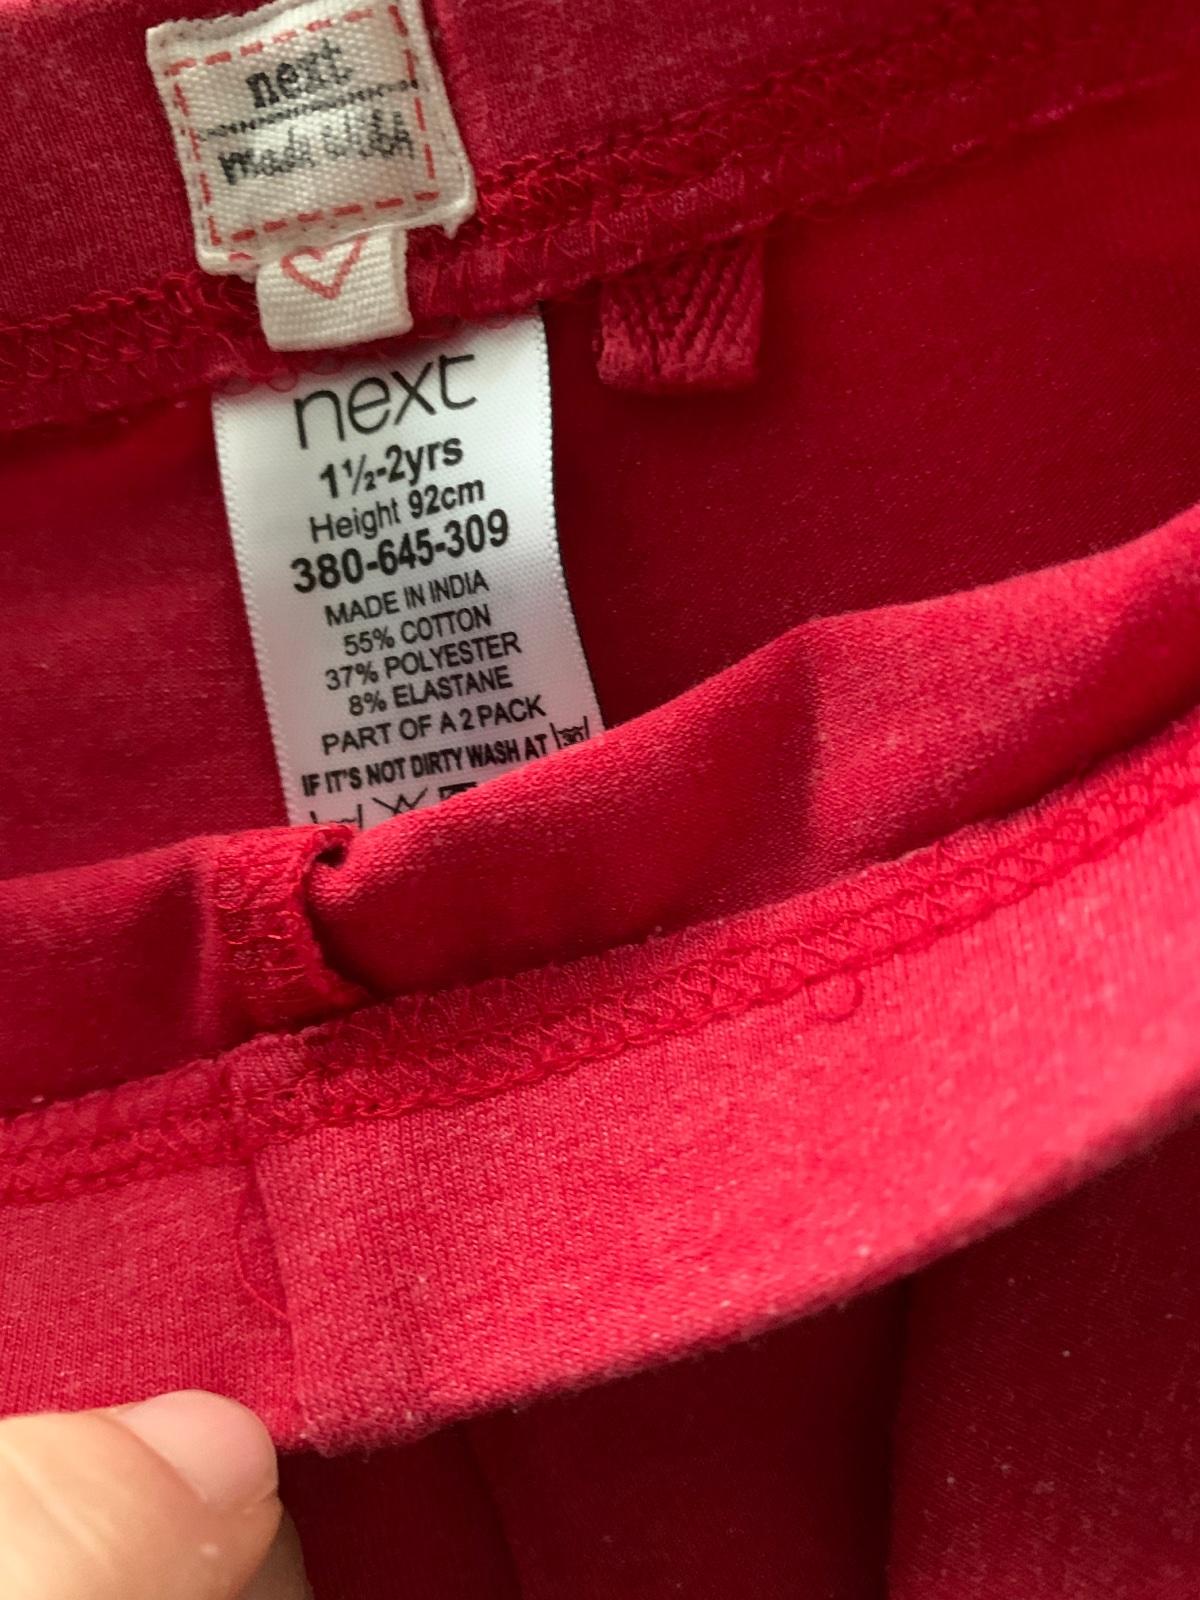 next
made with
next
1½-2yrs
Height 92cm
380-645-309
MADE IN INDIA
55% COTTON
37% POLYESTER
8% ELASTANE
PART OF A 2 PACK
IF IT'S NOT DIRTY WASH AT 30